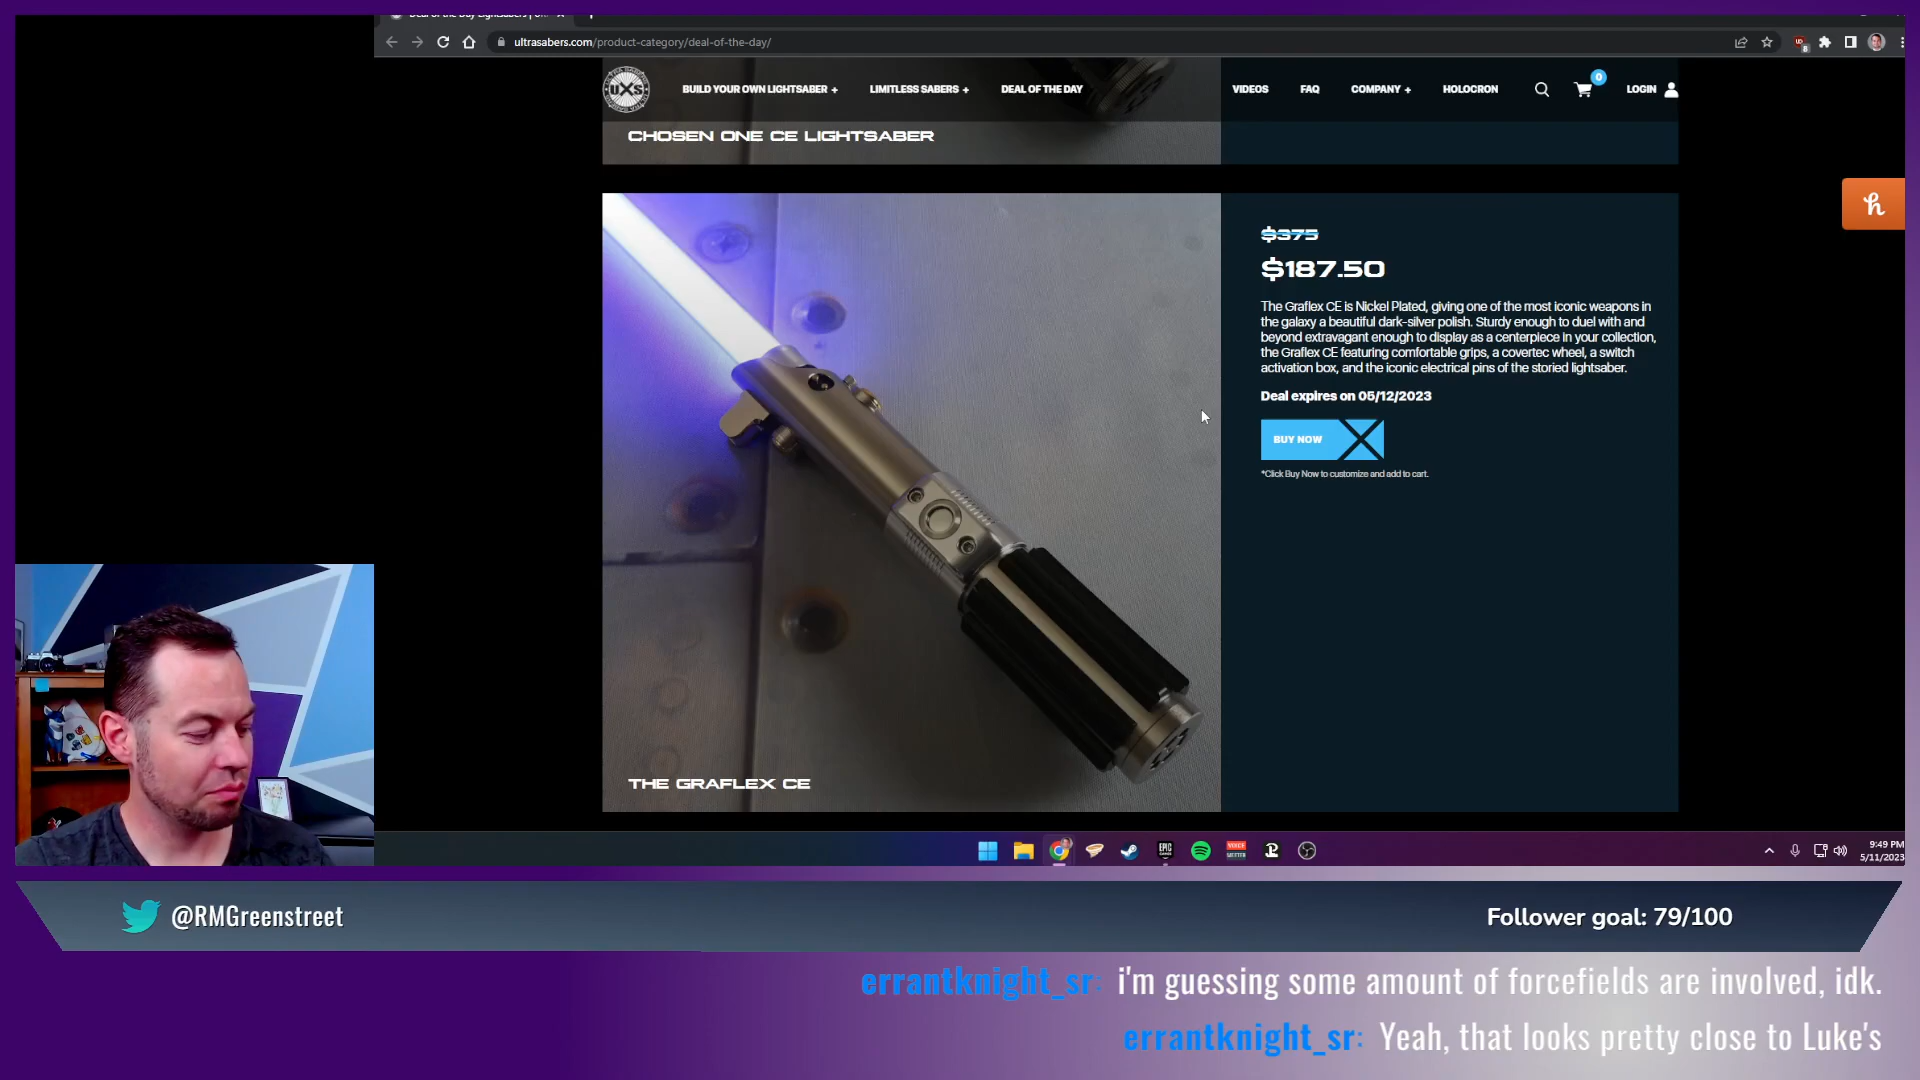 ultrasabers.com/product-category/deal-of-the-day/
UXS
BUILD YOUR OWN LIGHTSABER +
LIMITLESS SABERS +
DEAL OF THE DAY
VIDEOS
FAQ
COMPANY +
HOLOCRON
0
LOGIN
CHOSEN ONE CE LIGHTSABER
$375
$187.50
The Graflex CE is Nickel Plated, giving one of the most iconic weapons in
the galaxy a beautiful dark-silver polish. Sturdy enough to duel with and
beyond extravagant enough to display as a centerpiece in your collection,
the Graflex CE featuring comfortable grips, a covertec wheel, a switch
activation box, and the iconic electrical pins of the storied lightsaber.
Deal expires on 05/12/2023
BUY NOW
*Click Buy Now to customize and add to cart.
THE GRAFLEX CE
EPIC
9:49 PM
5/11/2023
@RMGreenstreet
Follower goal: 79/100
errantknight_sr: i'm guessing some amount of forcefields are involved, idk.
errantknight_sr: Yeah, that looks pretty close to Luke's